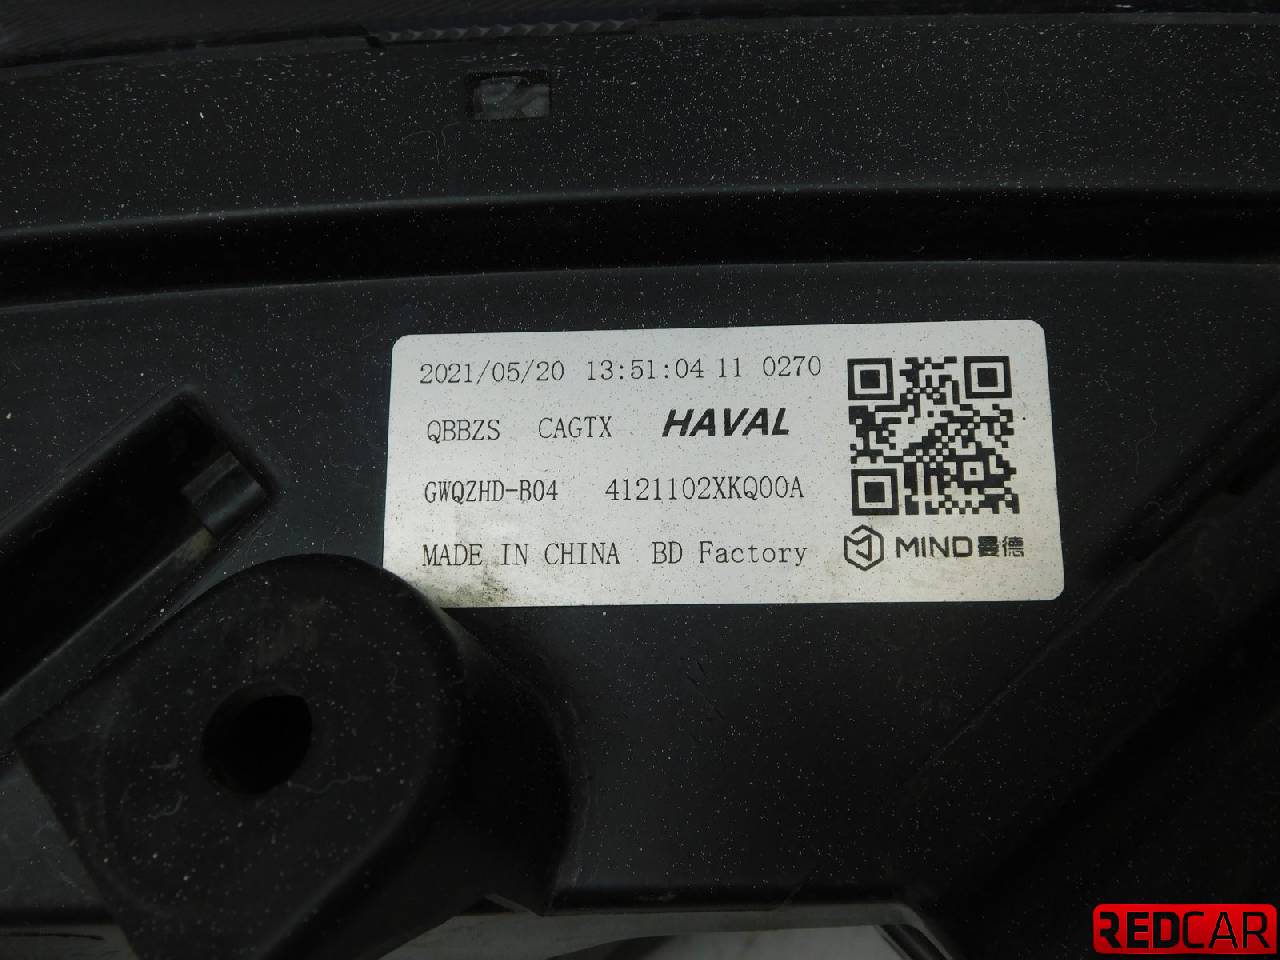 2021/05/20 13:51:04 11 0270
QBBZS CAGTX HAVAL
GWQZHD-B04 4121102XKQ00A
MADE IN CHINA BD Factory MIND曼德
REDCAR